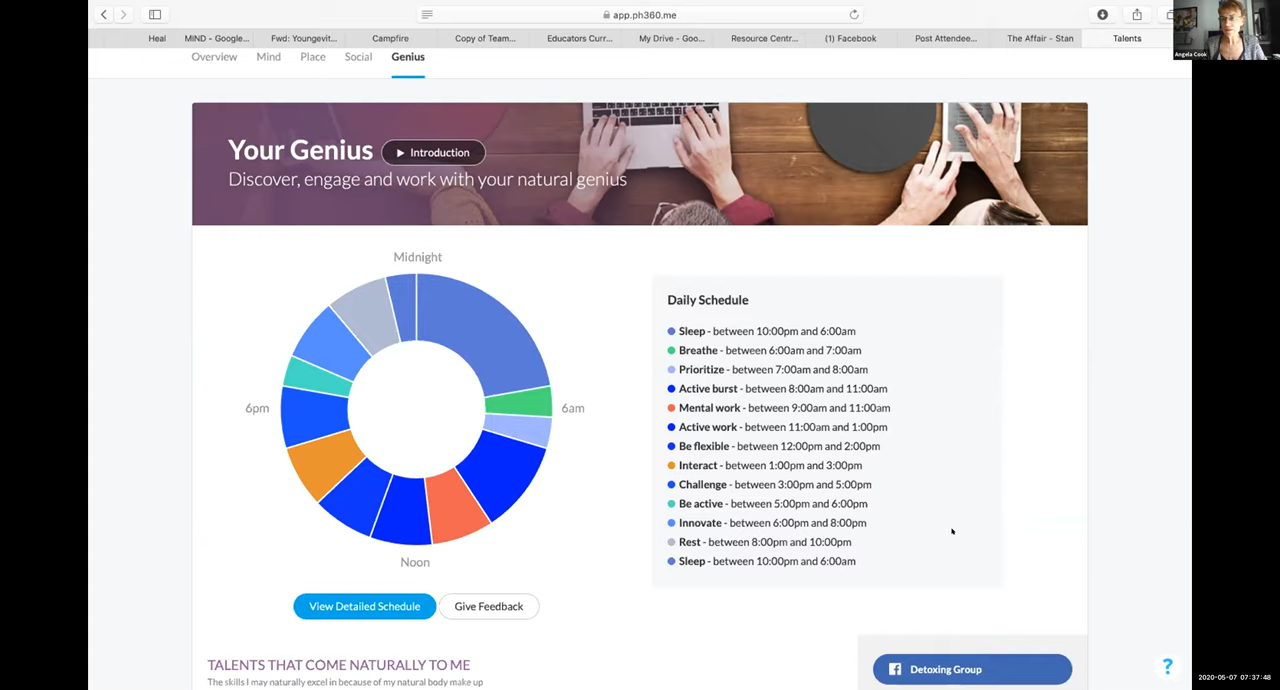 app.ph360.me
Heal
MIND - Google...
Fwd: Youngevit...
Campfire
Copy of Team...
Educators Curr...
My Drive - Goo...
Resource Centr...
(1) Facebook
Post Attendee...
The Affair - Stan
Talents
Angela Cook
Overview
Mind
Place
Social
Genius
Your Genius
Introduction
Discover, engage and work with your natural genius
Midnight
6pm
6am
Noon
Daily Schedule
Sleep - between 10:00pm and 6:00am
Breathe - between 6:00am and 7:00am
Prioritize - between 7:00am and 8:00am
Active burst - between 8:00am and 11:00am
Mental work - between 9:00am and 11:00am
Active work - between 11:00am and 1:00pm
Be flexible - between 12:00pm and 2:00pm
Interact - between 1:00pm and 3:00pm
Challenge - between 3:00pm and 5:00pm
Be active - between 5:00pm and 6:00pm
Innovate - between 6:00pm and 8:00pm
Rest - between 8:00pm and 10:00pm
Sleep - between 10:00pm and 6:00am
View Detailed Schedule
Give Feedback
TALENTS THAT COME NATURALLY TO ME
The skills I may naturally excel in because of my natural body make up
Detoxing Group
?
2020-05-07 07:37:48